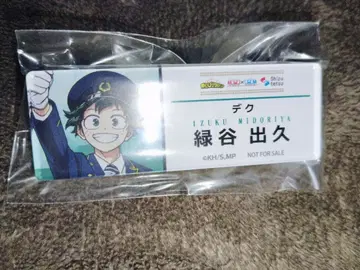 デク
IZUKU MIDORIYA
緑谷 出久
©KH/S,MP NOT FOR SALE